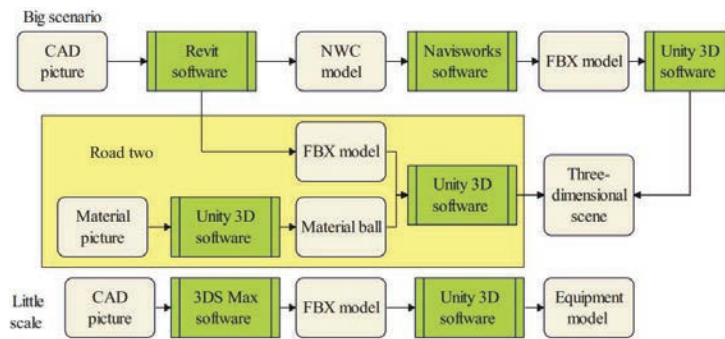 Big scenario
CAD
picture
Revit
software
NWC
model
Navisworks
software
FBX model
Unity 3D
software
Road two
FBX model
Unity 3D
software
Three-
dimensional
scene
Material
picture
Unity 3D
software
Material ball
Little
scale
CAD
picture
3DS Max
software
FBX model
Unity 3D
software
Equipment
model